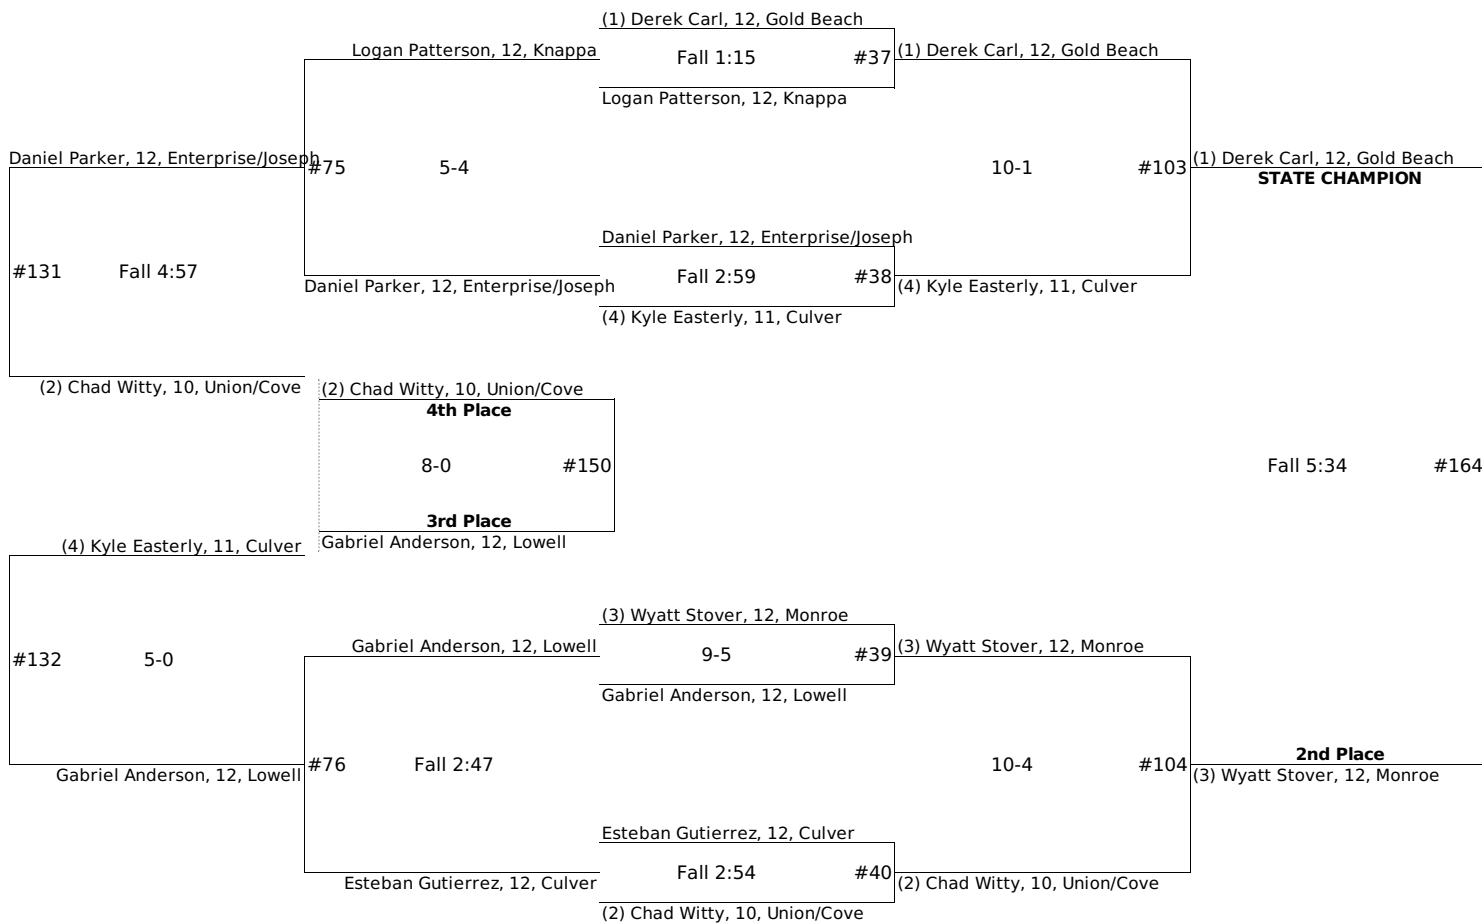 (1) Derek Carl, 12, Gold Beach
Logan Patterson, 12, Knappa
Fall 1:15
#37
(1) Derek Carl, 12, Gold Beach
Logan Patterson, 12, Knappa
Daniel Parker, 12, Enterprise/Joseph
#75
5-4
10-1
#103
(1) Derek Carl, 12, Gold Beach
STATE CHAMPION
Daniel Parker, 12, Enterprise/Joseph
#131
Fall 4:57
Daniel Parker, 12, Enterprise/Joseph
Fall 2:59
#38
(4) Kyle Easterly, 11, Culver
(4) Kyle Easterly, 11, Culver
(2) Chad Witty, 10, Union/Cove
(2) Chad Witty, 10, Union/Cove
4th Place
8-0
#150
Fall 5:34
#164
3rd Place
Gabriel Anderson, 12, Lowell
(4) Kyle Easterly, 11, Culver
(3) Wyatt Stover, 12, Monroe
#132
5-0
Gabriel Anderson, 12, Lowell
9-5
#39
(3) Wyatt Stover, 12, Monroe
Gabriel Anderson, 12, Lowell
Gabriel Anderson, 12, Lowell
#76
Fall 2:47
10-4
#104
2nd Place
(3) Wyatt Stover, 12, Monroe
Esteban Gutierrez, 12, Culver
Esteban Gutierrez, 12, Culver
Fall 2:54
#40
(2) Chad Witty, 10, Union/Cove
(2) Chad Witty, 10, Union/Cove